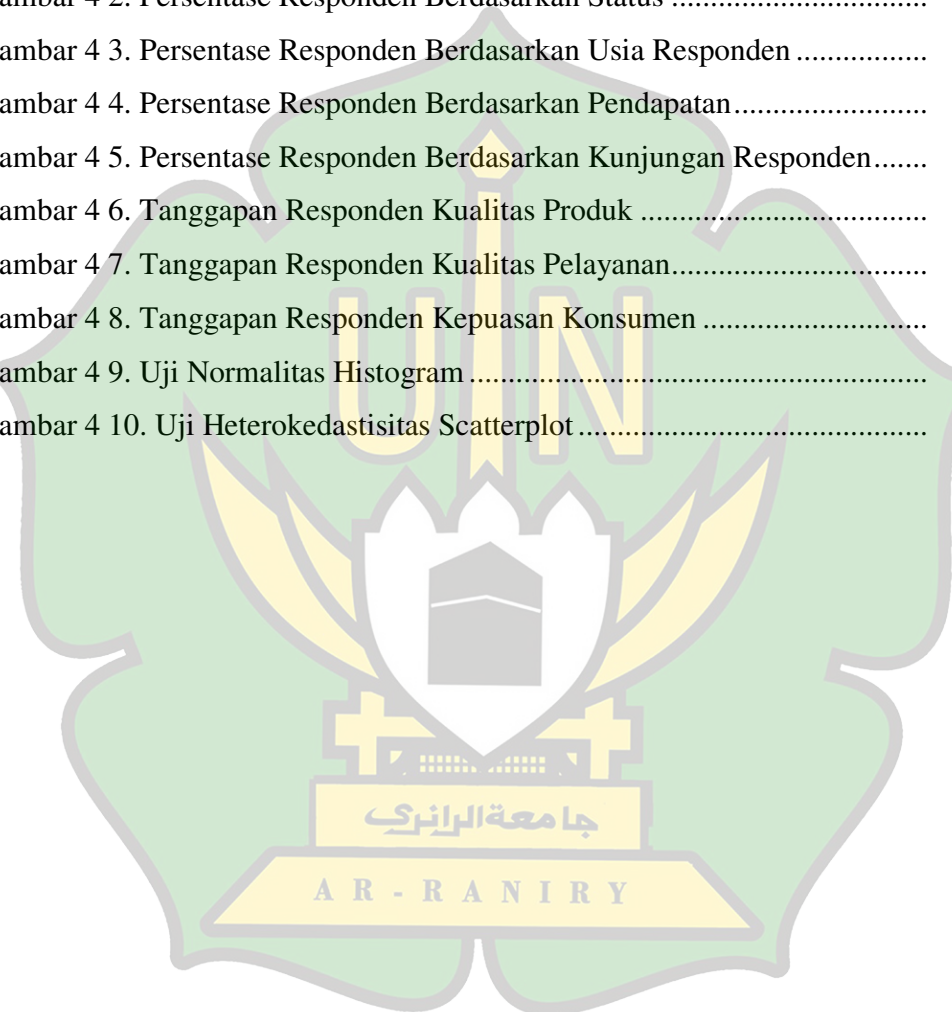 ambar 4 2. Persentase Responden Berdasarkan Status ................................
ambar 4 3. Persentase Responden Berdasarkan Usia Responden .................
ambar 4 4. Persentase Responden Berdasarkan Pendapatan.........................
ambar 4 5. Persentase Responden Berdasarkan Kunjungan Responden.......
ambar 4 6. Tanggapan Responden Kualitas Produk .....................................
ambar 4 7. Tanggapan Responden Kualitas Pelayanan.................................
ambar 4 8. Tanggapan Responden Kepuasan Konsumen .............................
ambar 4 9. Uji Normalitas Histogram ...........................................................
ambar 4 10. Uji Heterokedastisitas Scatterplot .............................................
UIN
جامعة الرانري
AR-RANIRY